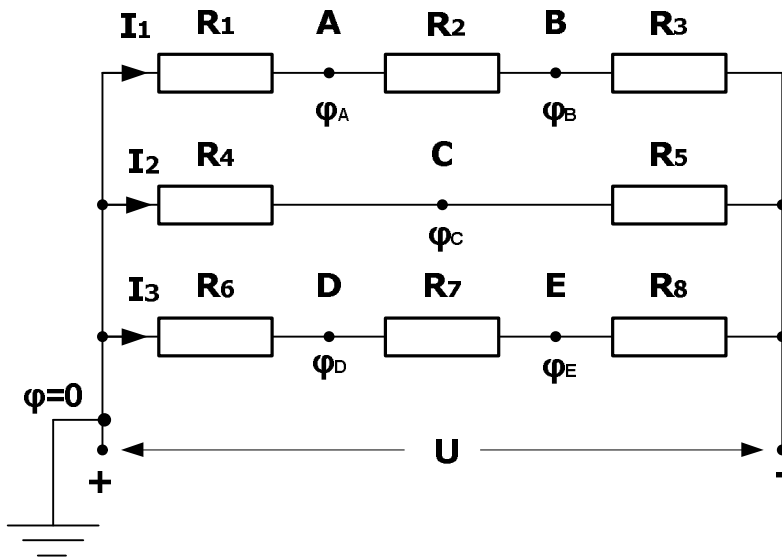 I₁ R₁ A R₂ B R₃
φA φB
I₂ R₄ C R₅
φC
I₃ R₆ D R₇ E R₈
φD φE
φ=0
+ U -